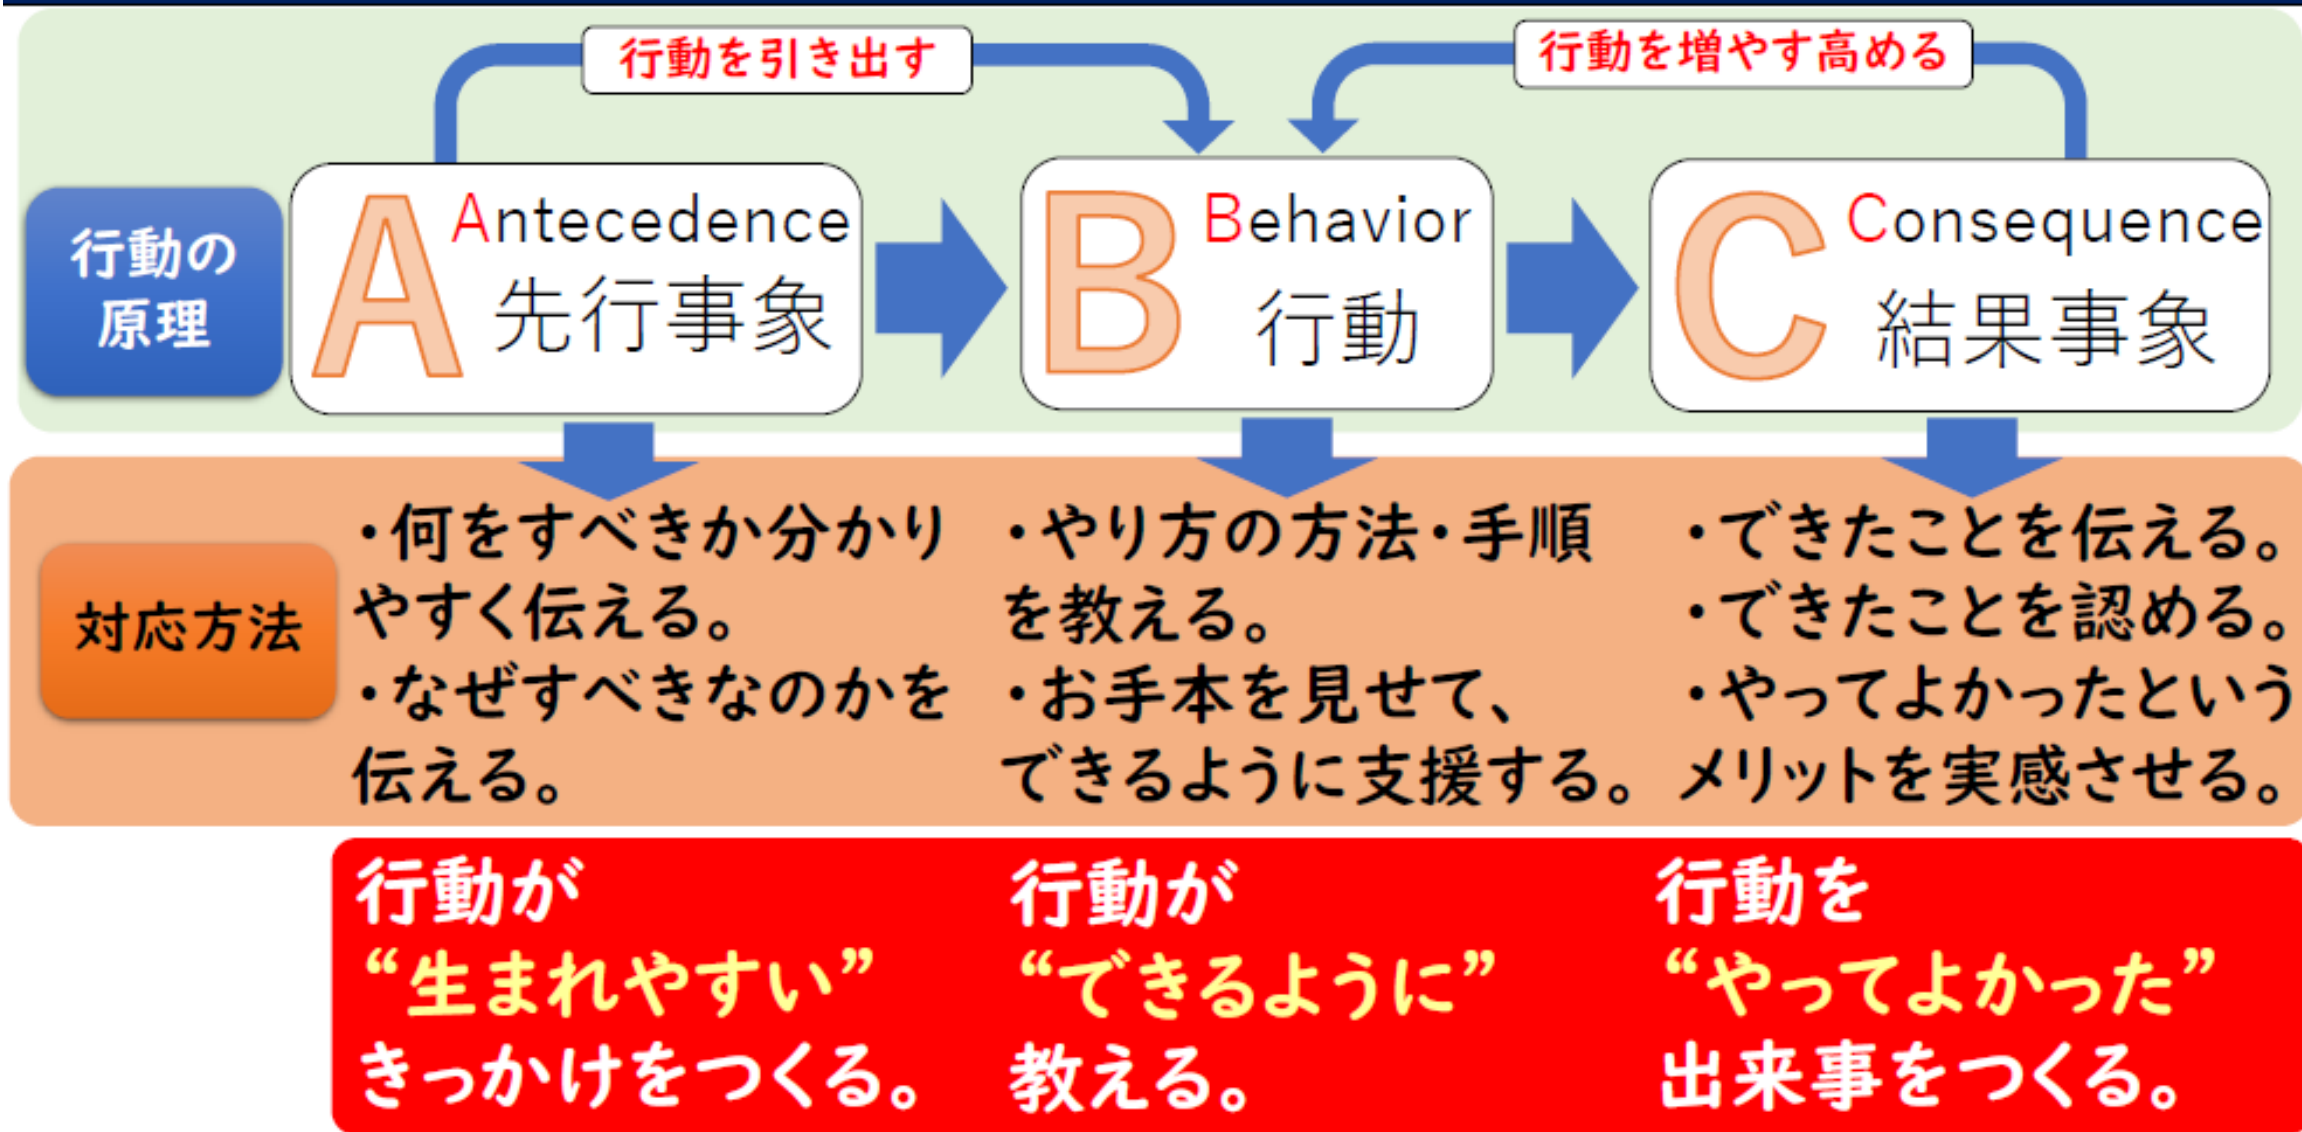 行動を引き出す
行動を増やす高める
行動の
原理
A
Antecedence
先行事象
B
Behavior
行動
C
Consequence
結果事象
対応方法
・何をすべきか分かり
やすく伝える。
・なぜすべきなのかを
伝える。
・やり方の方法・手順
を教える。
・お手本を見せて、
できるように支援する。
・できたことを伝える。
・できたことを認める。
・やってよかったという
メリットを実感させる。
行動が
“生まれやすい”
きっかけをつくる。
行動が
“できるように”
教える。
行動を
“やってよかった”
出来事をつくる。